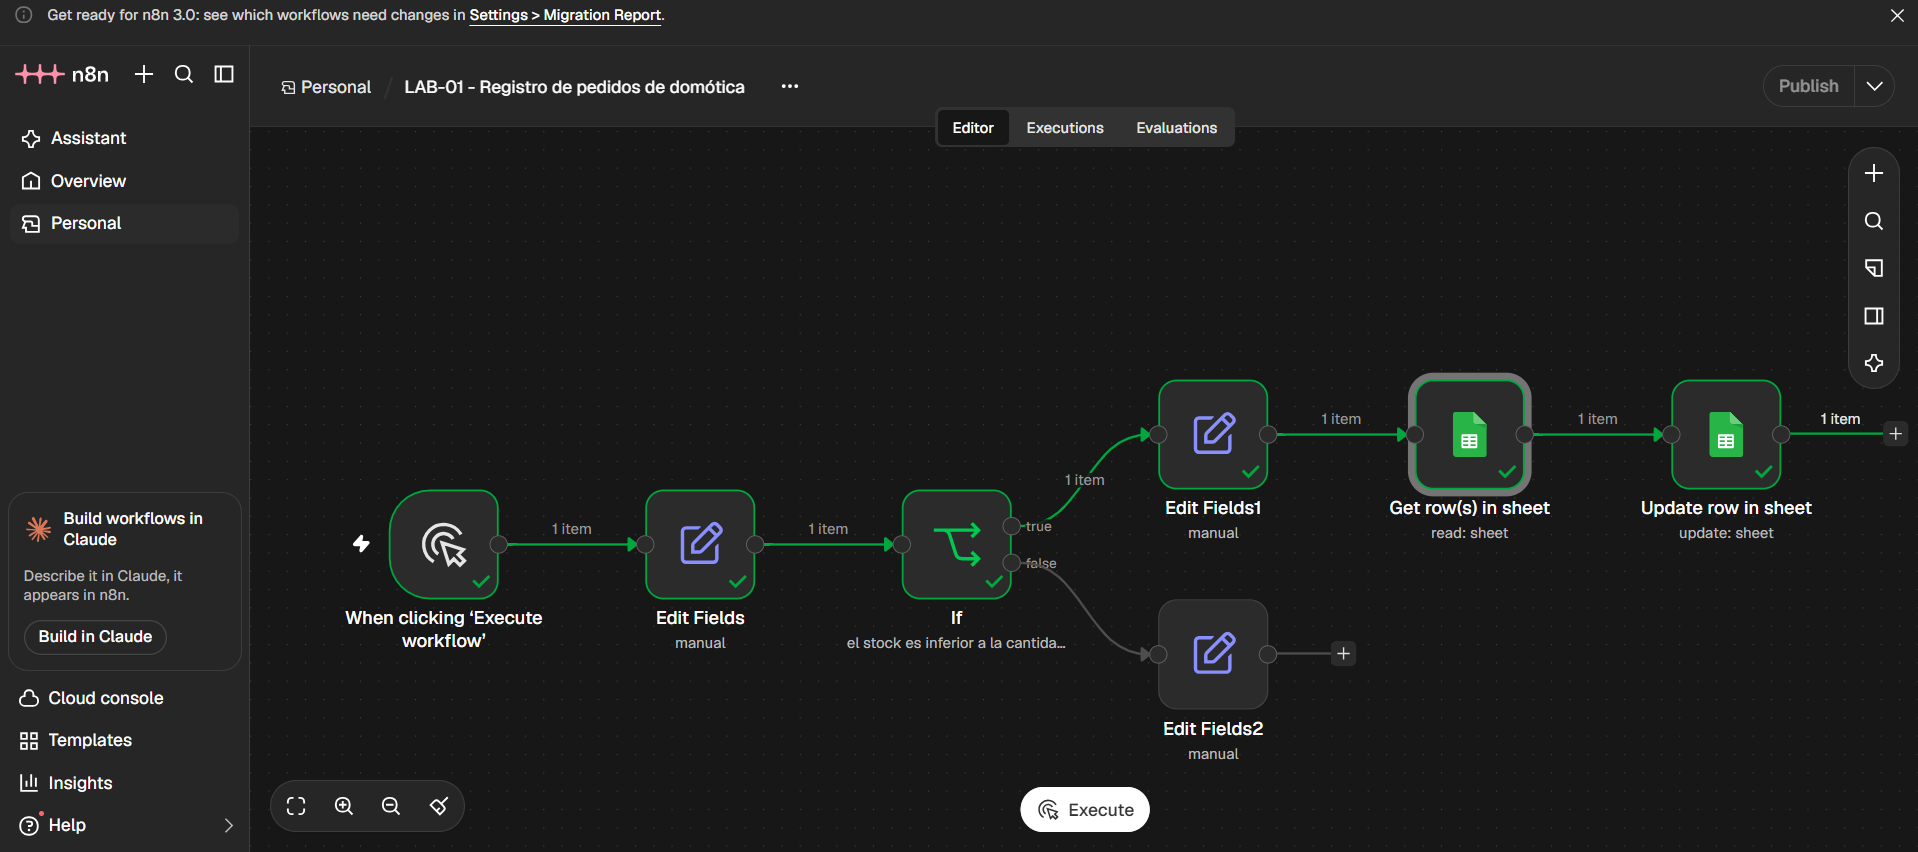 Get ready for n8n 3.0: see which workflows need changes in Settings > Migration Report.
n8n
Personal / LAB-01 - Registro de pedidos de domótica ...
Publish
Editor Executions Evaluations
Assistant
Overview
Personal
1 item
1 item
1 item
1 item
1 item
1 item
true
false
When clicking ‘Execute workflow’
Edit Fields
manual
If
el stock es inferior a la cantida...
Edit Fields1
manual
Get row(s) in sheet
read: sheet
Update row in sheet
update: sheet
Edit Fields2
manual
Build workflows in
Claude
Describe it in Claude, it
appears in n8n.
Build in Claude
Cloud console
Templates
Insights
Help
Execute